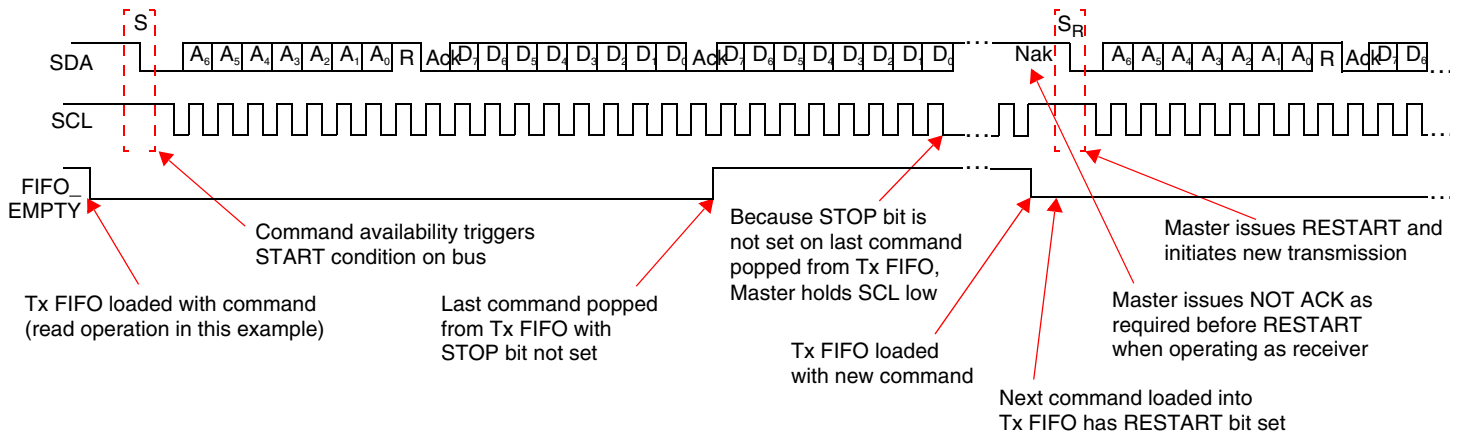 S
S_R
SDA
A₆ A₅ A₄ A₃ A₂ A₁ A₀ R Ack D₇ D₆ D₅ D₄ D₃ D₂ D₁ D₀ Ack D₇ D₆ D₅ D₄ D₃ D₂ D₁ D₀ ... Nak A₆ A₅ A₄ A₃ A₂ A₁ A₀ R Ack D₇ D₆ ...
SCL
... ...
FIFO_
EMPTY
... ...
Command availability triggers
START condition on bus
Tx FIFO loaded with command
(read operation in this example)
Last command popped
from Tx FIFO with
STOP bit not set
Because STOP bit is
not set on last command
popped from Tx FIFO,
Master holds SCL low
Tx FIFO loaded
with new command
Master issues RESTART and
initiates new transmission
Master issues NOT ACK as
required before RESTART
when operating as receiver
Next command loaded into
Tx FIFO has RESTART bit set